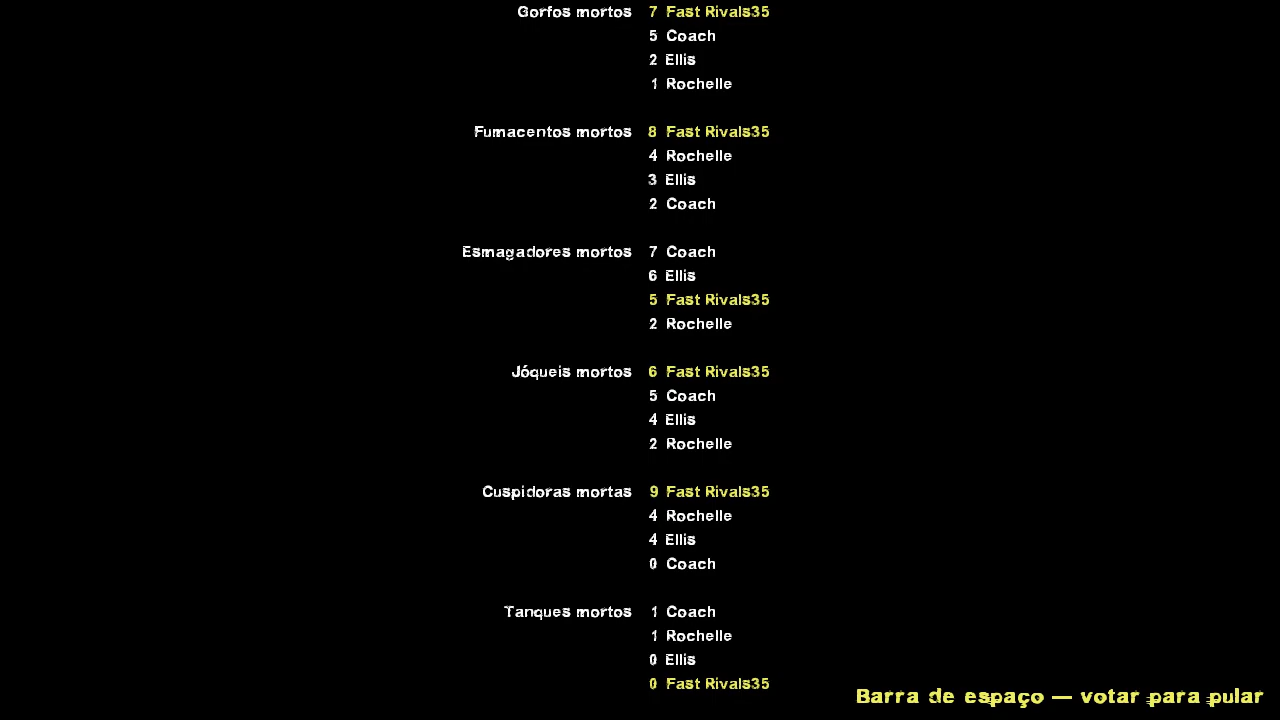 Gorfos mortos 7 Fast Rivals35
5 Coach
2 Ellis
1 Rochelle
Fumacentos mortos 8 Fast Rivals35
4 Rochelle
3 Ellis
2 Coach
Esmagadores mortos 7 Coach
6 Ellis
5 Fast Rivals35
2 Rochelle
Jóqueis mortos 6 Fast Rivals35
5 Coach
4 Ellis
2 Rochelle
Cuspidoras mortas 9 Fast Rivals35
4 Rochelle
4 Ellis
0 Coach
Tanques mortos 1 Coach
1 Rochelle
0 Ellis
0 Fast Rivals35
Barra de espaço — votar para pular